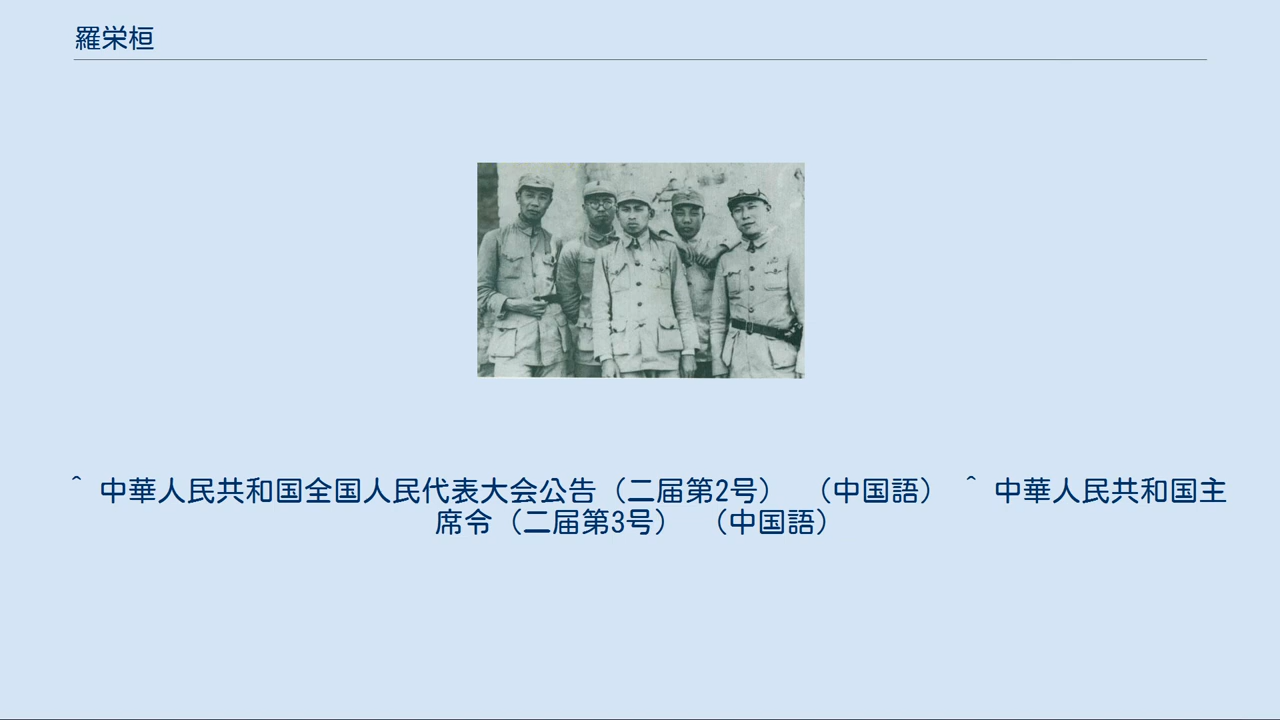 羅栄桓
^ 中華人民共和国全国人民代表大会公告（二届第2号） （中国語） ^ 中華人民共和国主
席令（二届第3号） （中国語）